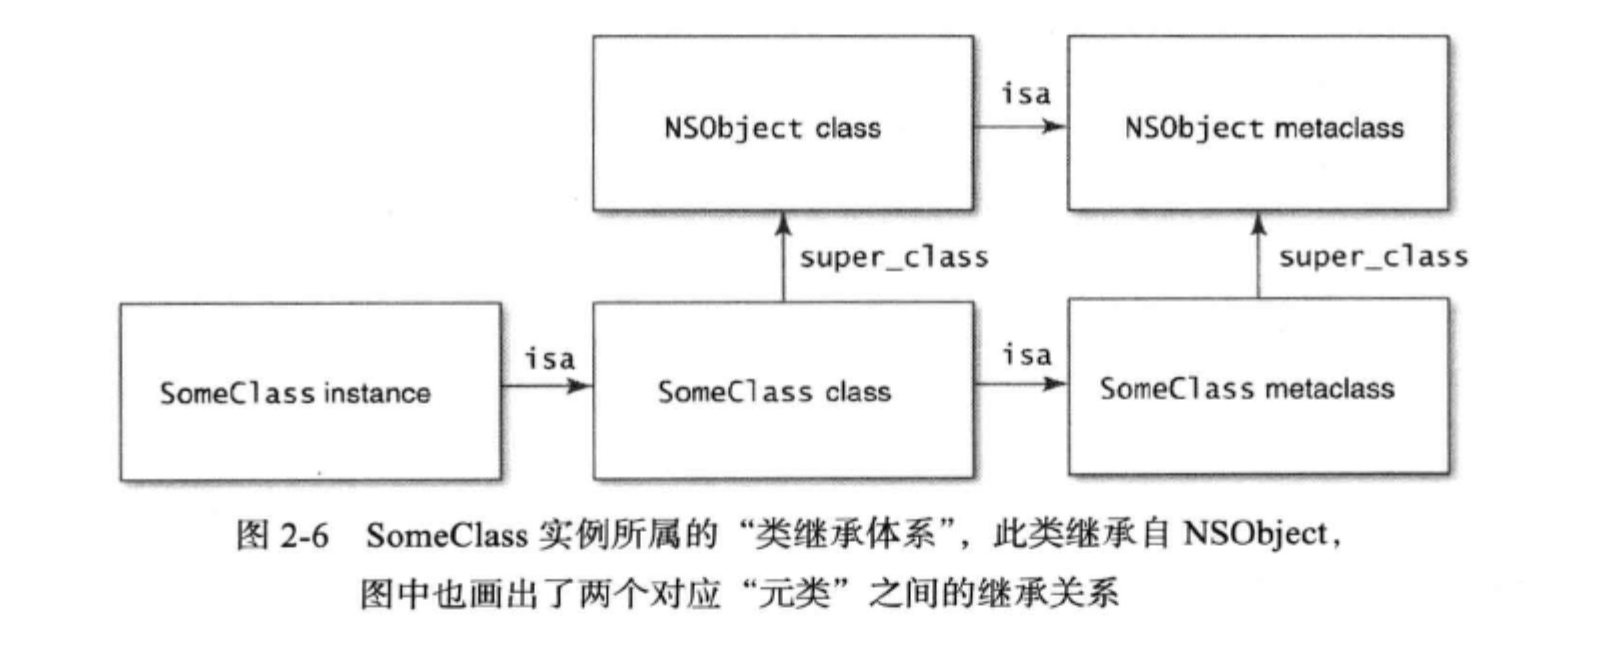 isa
NSObject class
NSObject metaclass
super_class
super_class
isa
isa
SomeClass instance
SomeClass class
SomeClass metaclass
图 2-6 SomeClass 实例所属的“类继承体系”，此类继承自 NSObject，
图中也画出了两个对应“元类”之间的继承关系